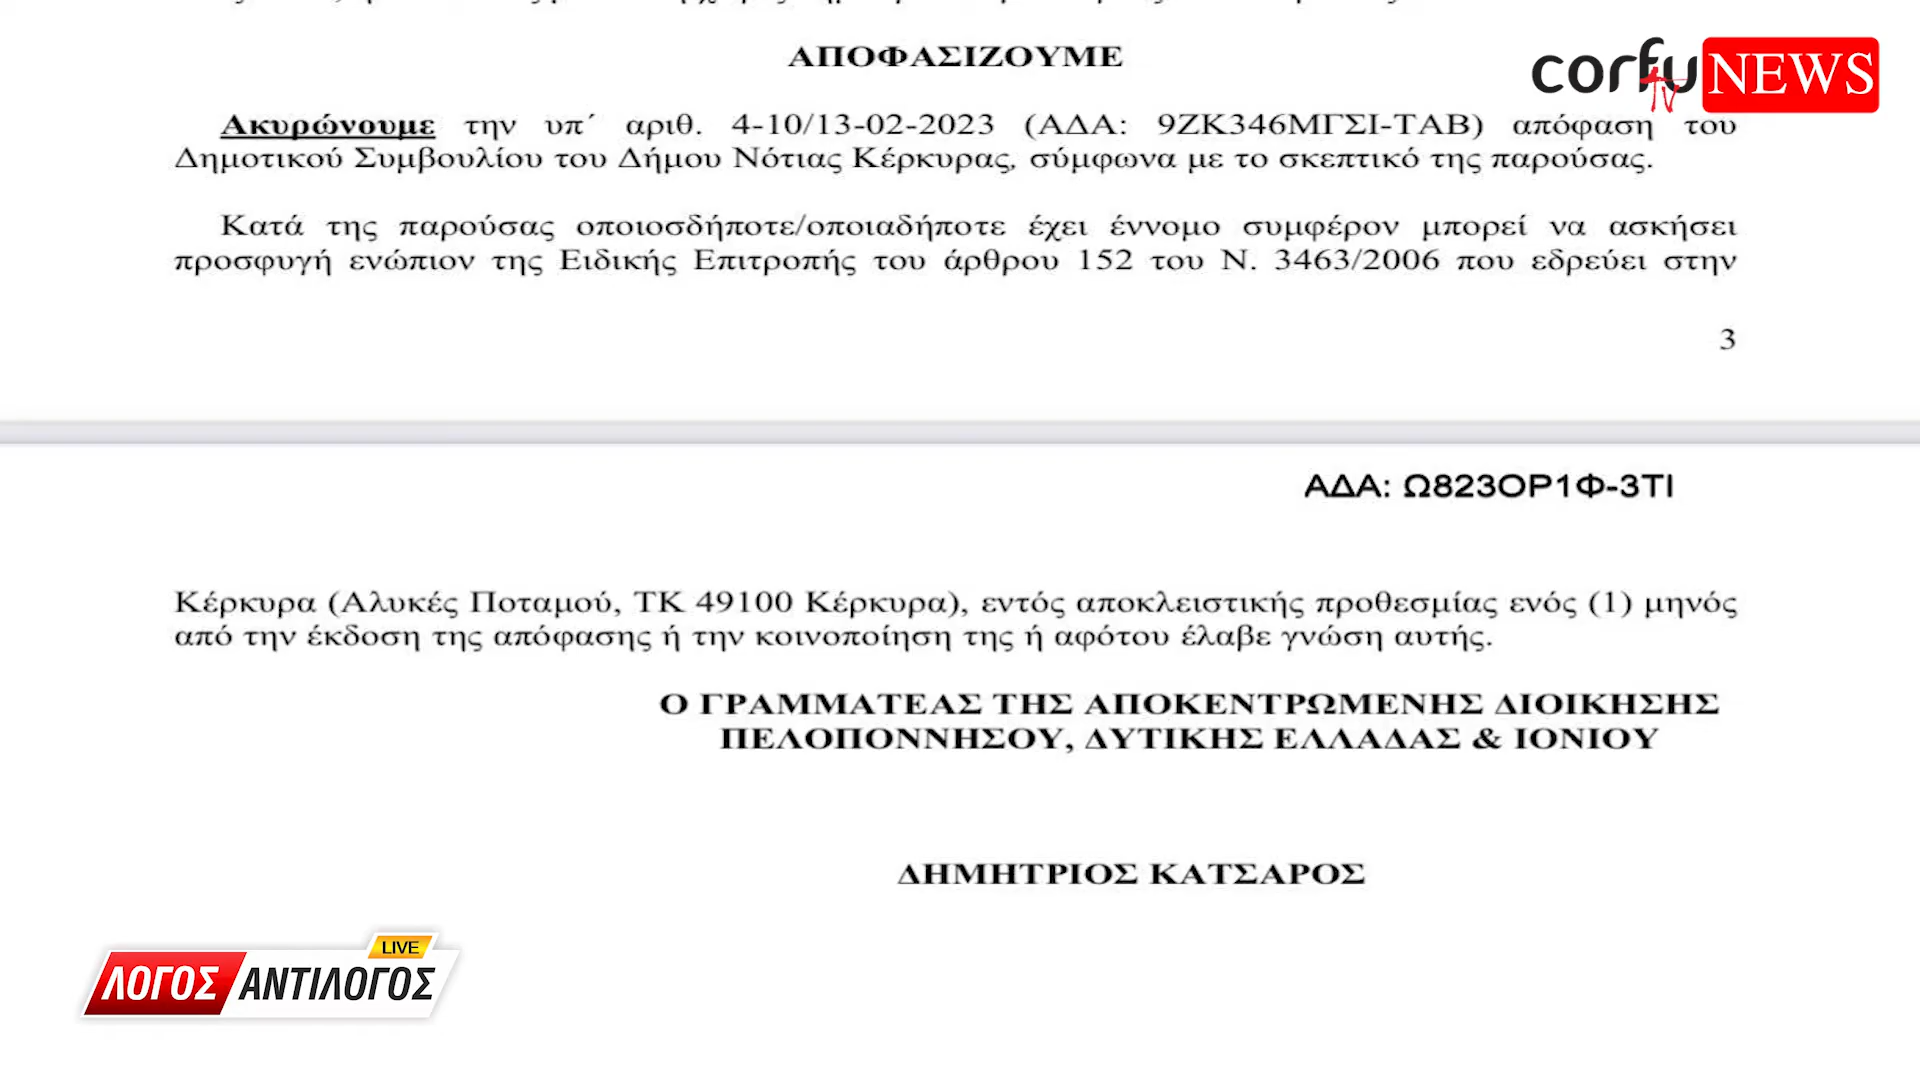 ΑΠΟΦΑΣΙΖΟΥΜΕ
corfu TV NEWS
Ακυρώνουμε την υπ΄ αριθ. 4-10/13-02-2023 (ΑΔΑ: 9ΖΚ346ΜΓΣΙ-ΤΑΒ) απόφαση του
Δημοτικού Συμβουλίου του Δήμου Νότιας Κέρκυρας, σύμφωνα με το σκεπτικό της παρούσας.
Κατά της παρούσας οποιοσδήποτε/οποιαδήποτε έχει έννομο συμφέρον μπορεί να ασκήσει
προσφυγή ενώπιον της Ειδικής Επιτροπής του άρθρου 152 του Ν. 3463/2006 που εδρεύει στην
3
ΑΔΑ: Ω823ΟΡ1Φ-3ΤΙ
Κέρκυρα (Αλυκές Ποταμού, ΤΚ 49100 Κέρκυρα), εντός αποκλειστικής προθεσμίας ενός (1) μηνός
από την έκδοση της απόφασης ή την κοινοποίηση της ή αφότου έλαβε γνώση αυτής.
Ο ΓΡΑΜΜΑΤΕΑΣ ΤΗΣ ΑΠΟΚΕΝΤΡΩΜΕΝΗΣ ΔΙΟΙΚΗΣΗΣ
ΠΕΛΟΠΟΝΝΗΣΟΥ, ΔΥΤΙΚΗΣ ΕΛΛΑΔΑΣ & ΙΟΝΙΟΥ
ΔΗΜΗΤΡΙΟΣ ΚΑΤΣΑΡΟΣ
LIVE
ΛΟΓΟΣ ΑΝΤΙΛΟΓΟΣ